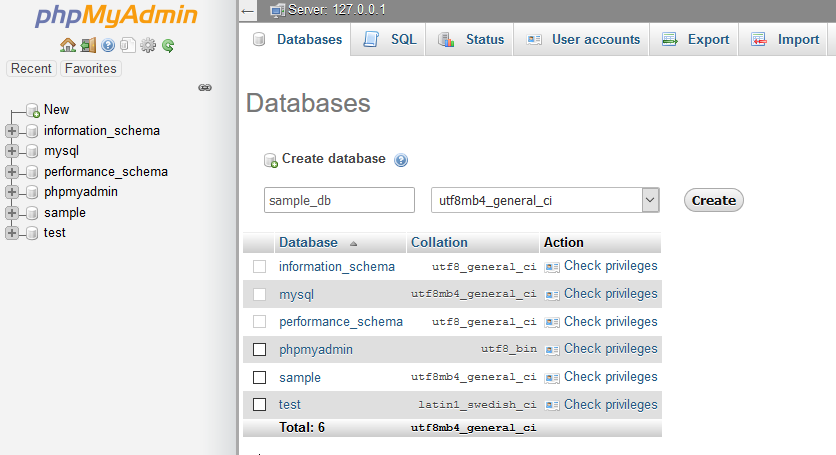 phpMyAdmin
Recent Favorites
New
information_schema
mysql
performance_schema
phpmyadmin
sample
test
Server: 127.0.0.1
Databases SQL Status User accounts Export Import
Databases
Create database
sample_db utf8mb4_general_ci Create
Database Collation Action
information_schema utf8_general_ci Check privileges
mysql utf8mb4_general_ci Check privileges
performance_schema utf8_general_ci Check privileges
phpmyadmin utf8_bin Check privileges
sample utf8mb4_general_ci Check privileges
test latin1_swedish_ci Check privileges
Total: 6 utf8mb4_general_ci